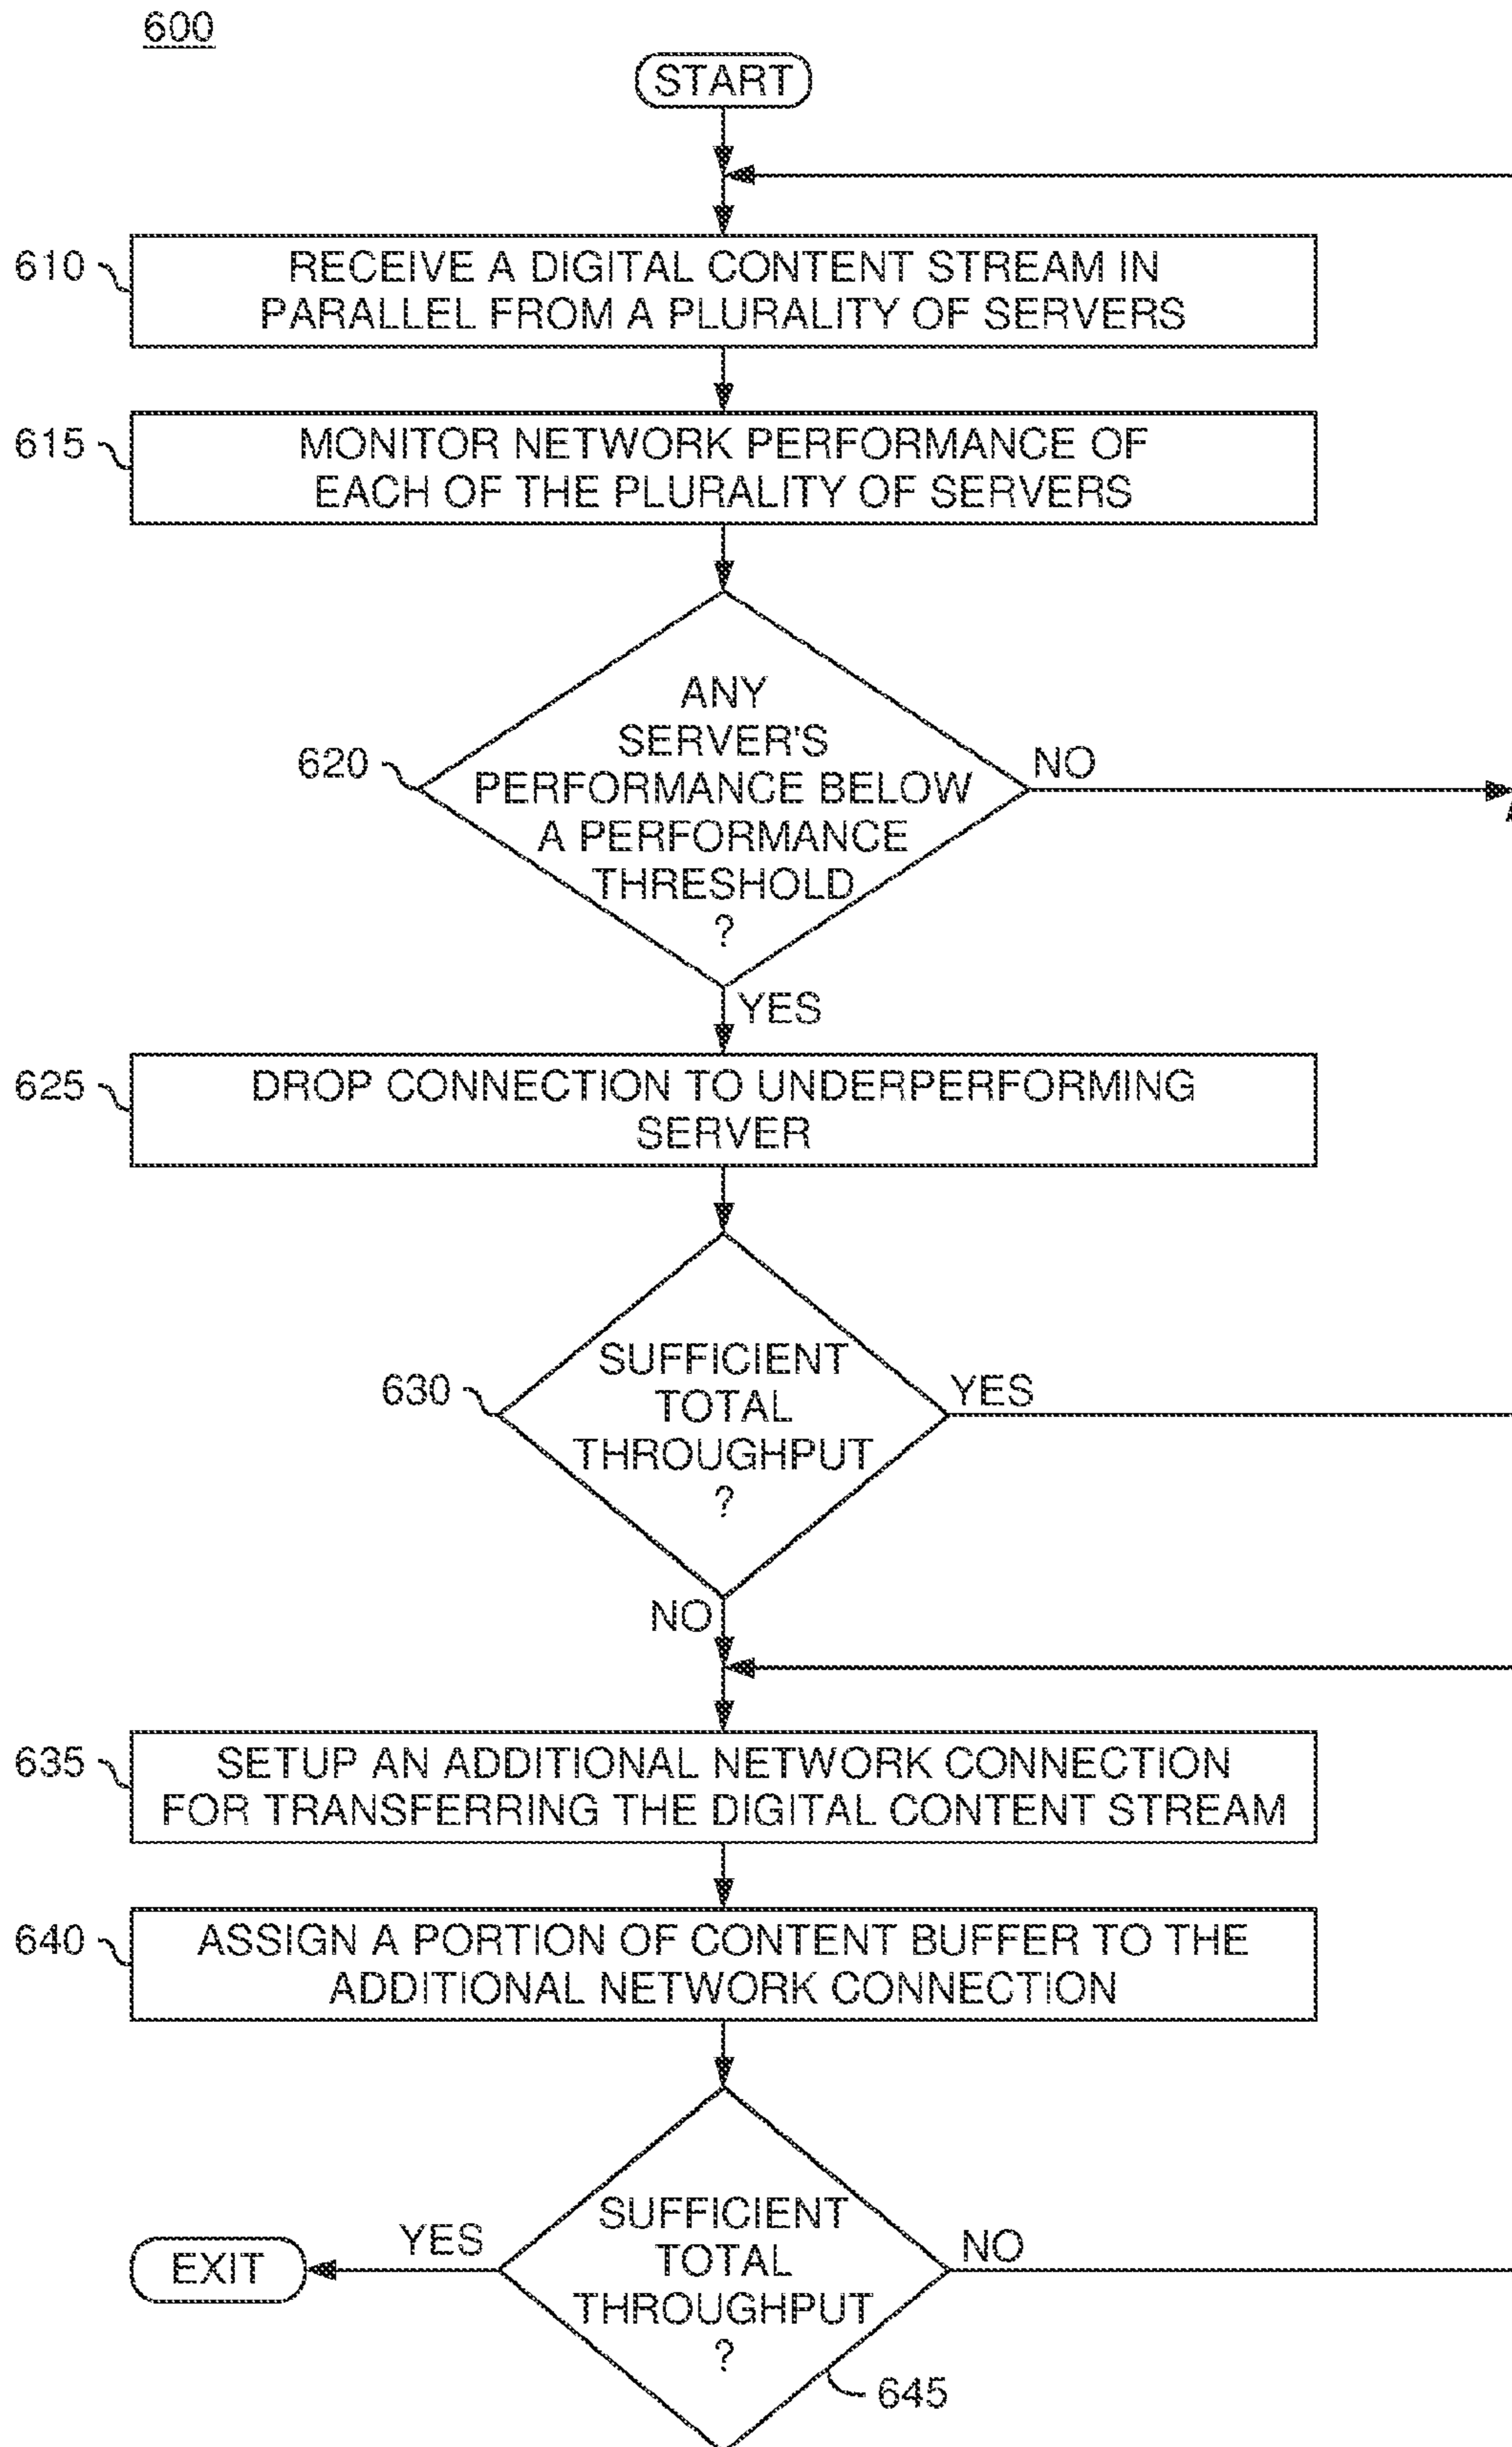 600
START
610
RECEIVE A DIGITAL CONTENT STREAM IN
PARALLEL FROM A PLURALITY OF SERVERS
615
MONITOR NETWORK PERFORMANCE OF
EACH OF THE PLURALITY OF SERVERS
620
ANY
SERVER'S
PERFORMANCE BELOW
A PERFORMANCE
THRESHOLD
?
NO
YES
625
DROP CONNECTION TO UNDERPERFORMING
SERVER
630
SUFFICIENT
TOTAL
THROUGHPUT
?
YES
NO
635
SETUP AN ADDITIONAL NETWORK CONNECTION
FOR TRANSFERRING THE DIGITAL CONTENT STREAM
640
ASSIGN A PORTION OF CONTENT BUFFER TO THE
ADDITIONAL NETWORK CONNECTION
EXIT
YES
SUFFICIENT
TOTAL
THROUGHPUT
?
NO
645